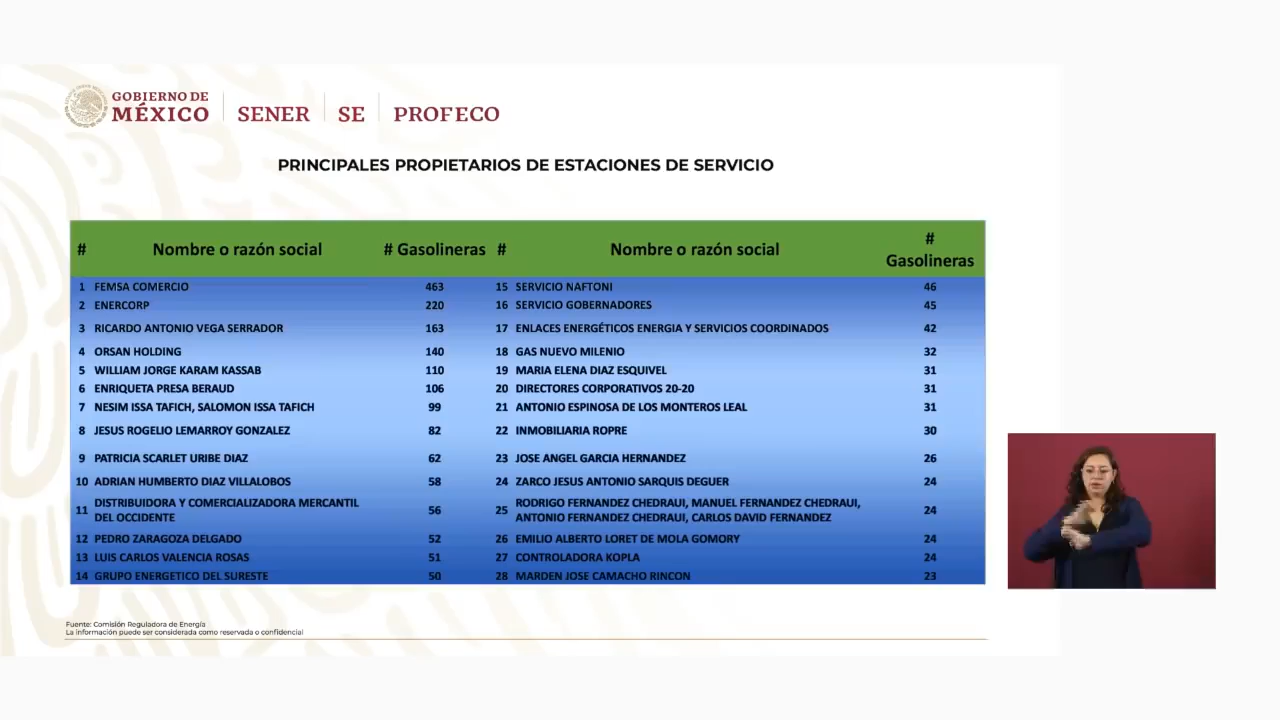 GOBIERNO DE
MÉXICO
SENER
SE
PROFECO
PRINCIPALES PROPIETARIOS DE ESTACIONES DE SERVICIO
# Nombre o razón social # Gasolineras # Nombre o razón social # Gasolineras
1 FEMSA COMERCIO 463 15 SERVICIO NAFTONI 46
2 ENERCORP 220 16 SERVICIO GOBERNADORES 45
3 RICARDO ANTONIO VEGA SERRADOR 163 17 ENLACES ENERGÉTICOS ENERGIA Y SERVICIOS COORDINADOS 42
4 ORSAN HOLDING 140 18 GAS NUEVO MILENIO 32
5 WILLIAM JORGE KARAM KASSAB 110 19 MARIA ELENA DIAZ ESQUIVEL 31
6 ENRIQUETA PRESA BERAUD 106 20 DIRECTORES CORPORATIVOS 20-20 31
7 NESIM ISSA TAFICH, SALOMON ISSA TAFICH 99 21 ANTONIO ESPINOSA DE LOS MONTEROS LEAL 31
8 JESUS ROGELIO LEMARROY GONZALEZ 82 22 INMOBILIARIA ROPRE 30
9 PATRICIA SCARLET URIBE DIAZ 62 23 JOSE ANGEL GARCIA HERNANDEZ 26
10 ADRIAN HUMBERTO DIAZ VILLALOBOS 58 24 ZARCO JESUS ANTONIO SARQUIS DEGUER 24
11 DISTRIBUIDORA Y COMERCIALIZADORA MERCANTIL DEL OCCIDENTE 56 25 RODRIGO FERNANDEZ CHEDRAUI, MANUEL FERNANDEZ CHEDRAUI, ANTONIO FERNANDEZ CHEDRAUI, CARLOS DAVID FERNANDEZ 24
12 PEDRO ZARAGOZA DELGADO 52 26 EMILIO ALBERTO LORET DE MOLA GOMORY 24
13 LUIS CARLOS VALENCIA ROSAS 51 27 CONTROLADORA KOPLA 24
14 GRUPO ENERGETICO DEL SURESTE 50 28 MARDEN JOSE CAMACHO RINCON 23
Fuente: Comisión Reguladora de Energía
La información puede ser considerada como reservada o confidencial